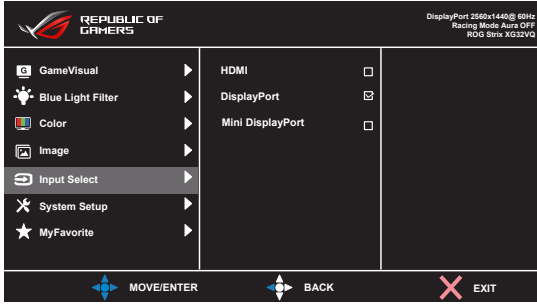 REPUBLIC OF
GAMERS
DisplayPort 2560x1440@ 60Hz
Racing Mode Aura OFF
ROG Strix XG32VQ
G GameVisual
Blue Light Filter
Color
Image
Input Select
System Setup
MyFavorite
HDMI
DisplayPort
Mini DisplayPort
MOVE/ENTER
BACK
EXIT